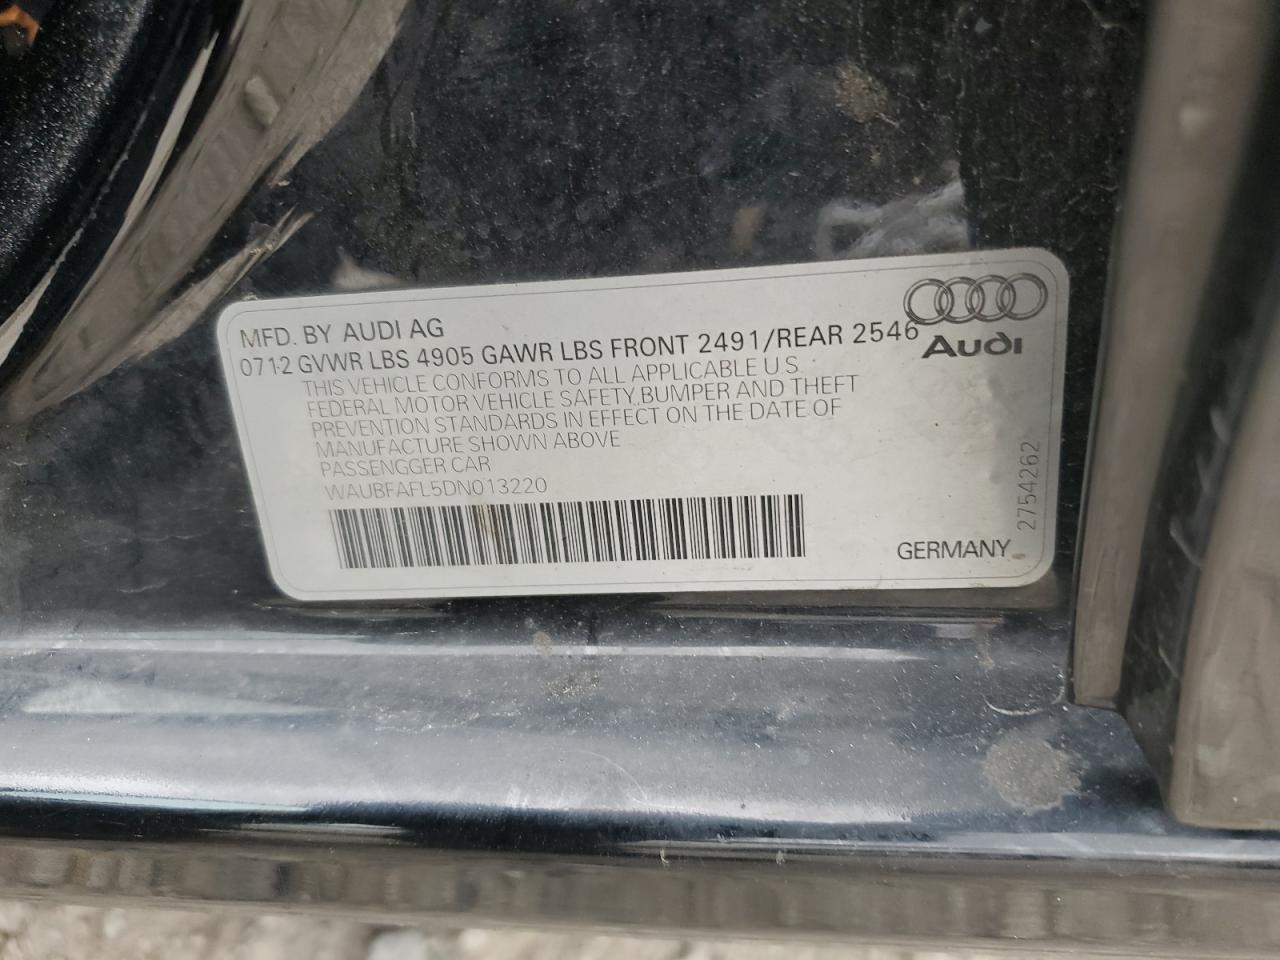 MFD. BY AUDI AG
0712 GVWR LBS 4905 GAWR LBS FRONT 2491/REAR 2546
THIS VEHICLE CONFORMS TO ALL APPLICABLE U.S.
FEDERAL MOTOR VEHICLE SAFETY, BUMPER AND THEFT
PREVENTION STANDARDS IN EFFECT ON THE DATE OF
MANUFACTURE SHOWN ABOVE
PASSENGGER CAR
WAUBFAFL5DN013220
Audi
GERMANY
2754262